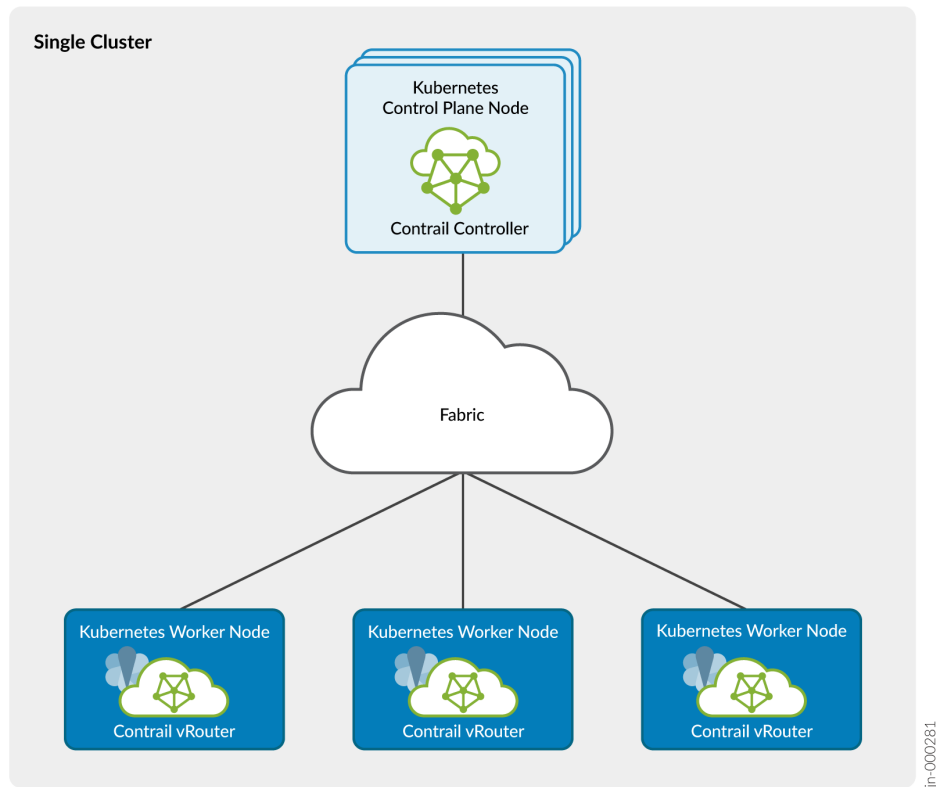 Single Cluster
Kubernetes
Control Plane Node
Contrail Controller
Fabric
Kubernetes Worker Node
Contrail vRouter
Kubernetes Worker Node
Contrail vRouter
Kubernetes Worker Node
Contrail vRouter
jn-000281